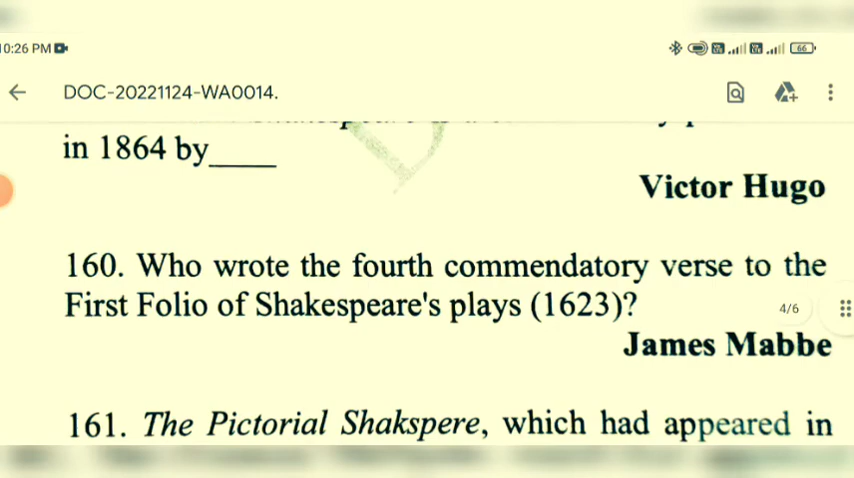 0:26 PM
66
DOC-20221124-WA0014.
in 1864 by____
Victor Hugo
160. Who wrote the fourth commendatory verse to the
First Folio of Shakespeare's plays (1623)?
4/6
James Mabbe
161. The Pictorial Shakspere, which had appeared in